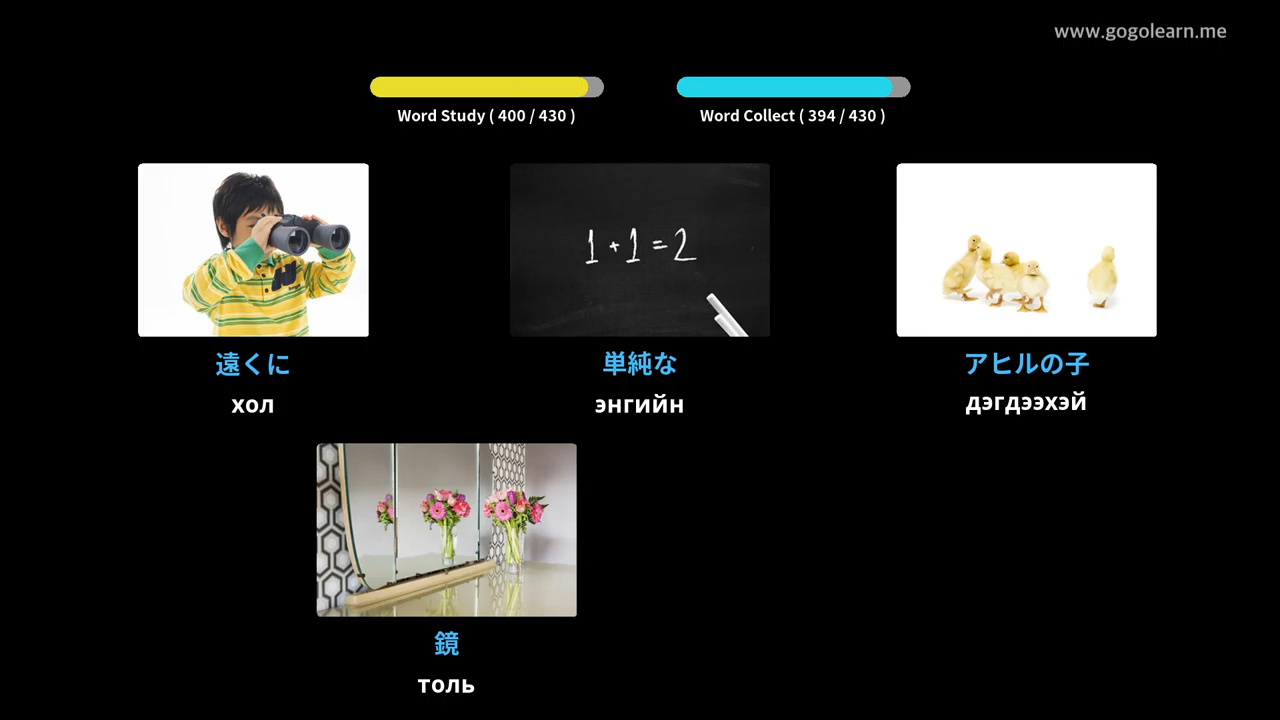 www.gogolearn.me
Word Study ( 400 / 430 )
Word Collect ( 394 / 430 )
1+1=2
遠くに
хол
単純な
энгийн
アヒルの子
дэгдээхэй
鏡
толь